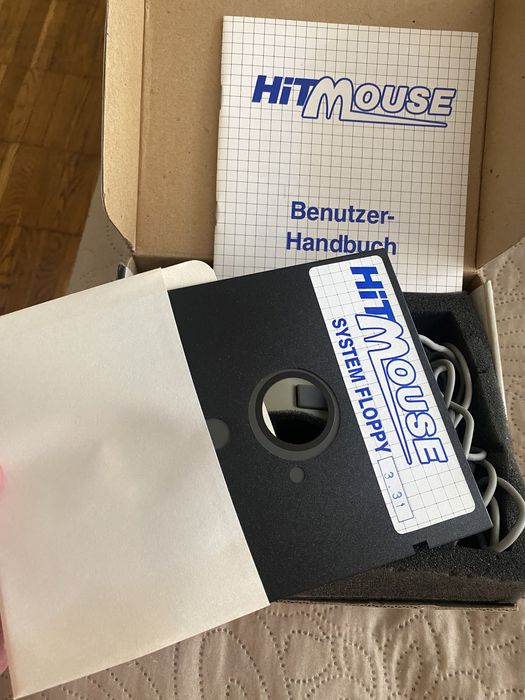 HiTMOUSE
Benutzer-
Handbuch
HiTMOUSE
SYSTEM FLOPPY
3.31